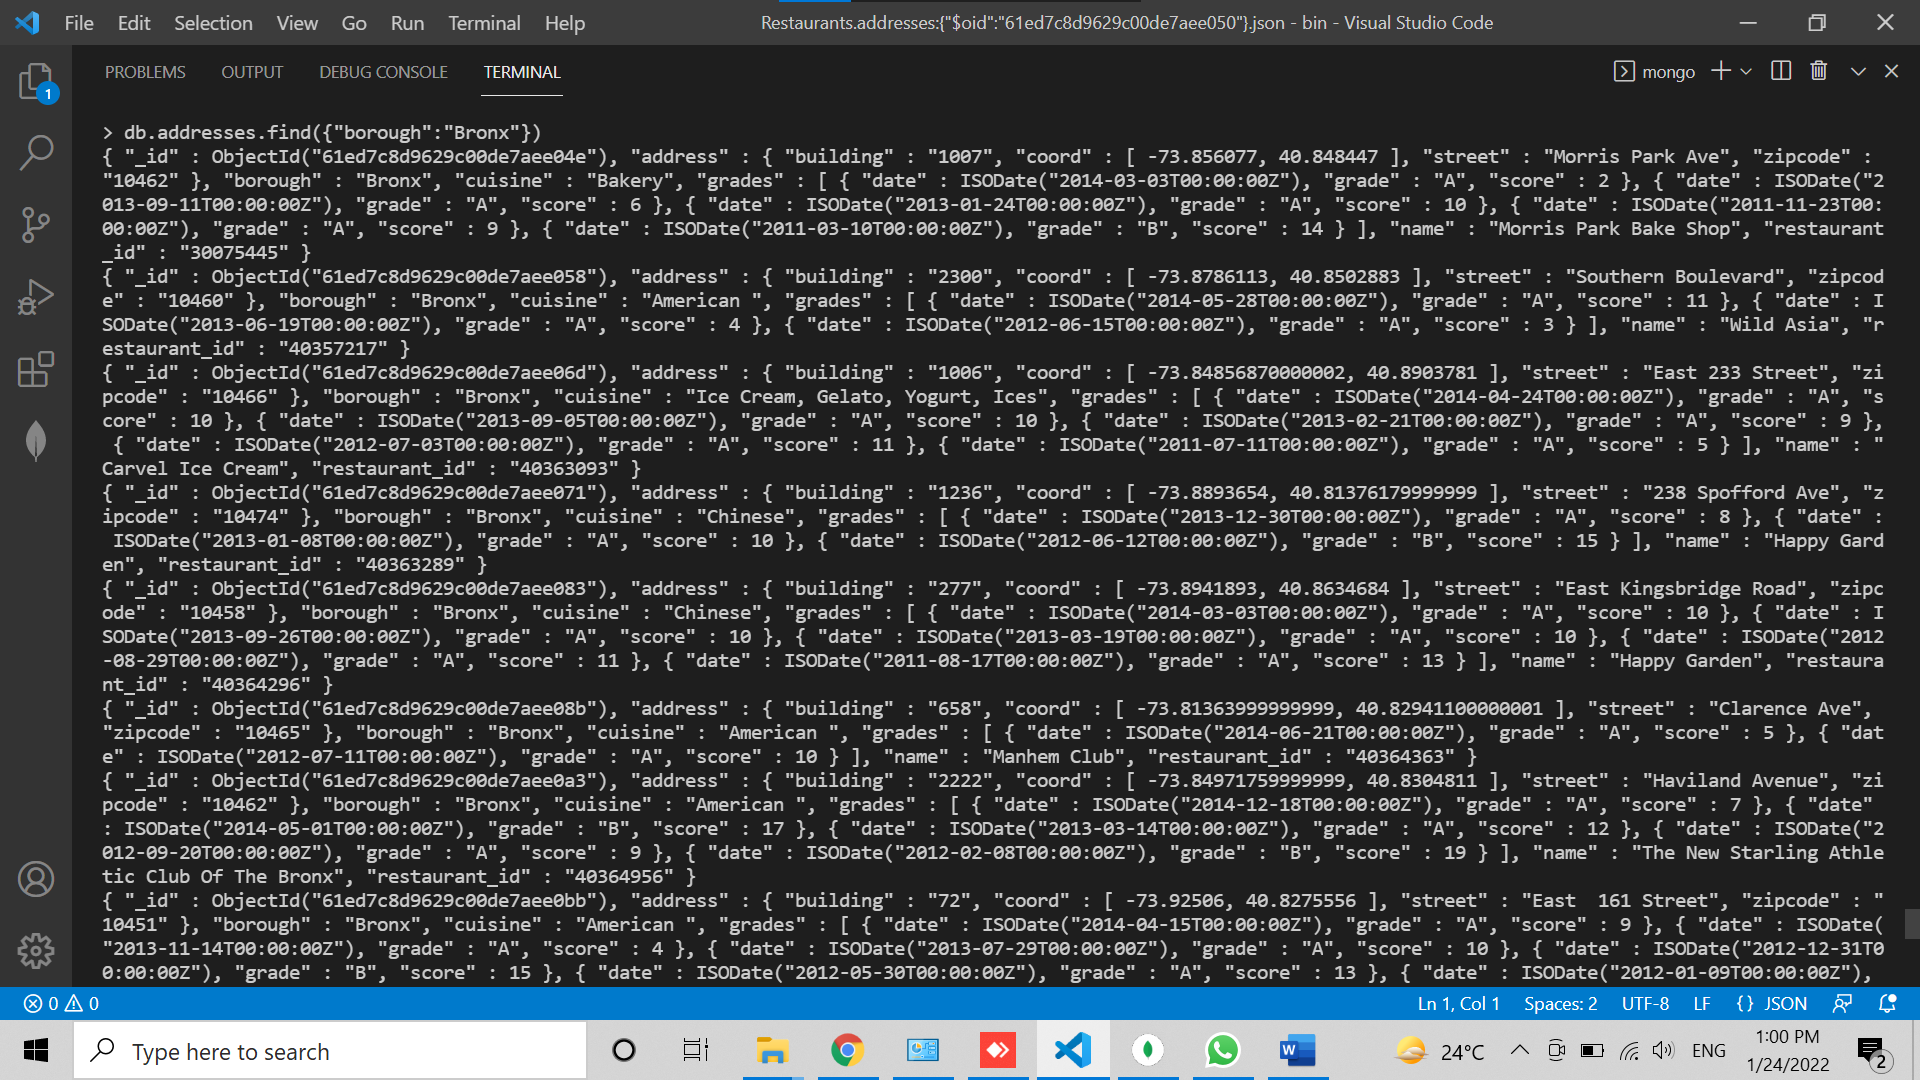 File Edit Selection View Go Run Terminal Help
Restaurants.addresses:{"$oid":"61ed7c8d9629c00de7aee050"}.json - bin - Visual Studio Code
1
PROBLEMS OUTPUT DEBUG CONSOLE TERMINAL
mongo
> db.addresses.find({"borough":"Bronx"})
{ "_id" : ObjectId("61ed7c8d9629c00de7aee04e"), "address" : { "building" : "1007", "coord" : [ -73.856077, 40.848447 ], "street" : "Morris Park Ave", "zipcode" :
"10462" }, "borough" : "Bronx", "cuisine" : "Bakery", "grades" : [ { "date" : ISODate("2014-03-03T00:00:00Z"), "grade" : "A", "score" : 2 }, { "date" : ISODate("2
013-09-11T00:00:00Z"), "grade" : "A", "score" : 6 }, { "date" : ISODate("2013-01-24T00:00:00Z"), "grade" : "A", "score" : 10 }, { "date" : ISODate("2011-11-23T00:
00:00Z"), "grade" : "A", "score" : 9 }, { "date" : ISODate("2011-03-10T00:00:00Z"), "grade" : "B", "score" : 14 } ], "name" : "Morris Park Bake Shop", "restaurant
_id" : "30075445" }
{ "_id" : ObjectId("61ed7c8d9629c00de7aee058"), "address" : { "building" : "2300", "coord" : [ -73.8786113, 40.8502883 ], "street" : "Southern Boulevard", "zipcod
e" : "10460" }, "borough" : "Bronx", "cuisine" : "American ", "grades" : [ { "date" : ISODate("2014-05-28T00:00:00Z"), "grade" : "A", "score" : 11 }, { "date" : I
SODate("2013-06-19T00:00:00Z"), "grade" : "A", "score" : 4 }, { "date" : ISODate("2012-06-15T00:00:00Z"), "grade" : "A", "score" : 3 } ], "name" : "Wild Asia", "r
estaurant_id" : "40357217" }
{ "_id" : ObjectId("61ed7c8d9629c00de7aee06d"), "address" : { "building" : "1006", "coord" : [ -73.84856870000002, 40.8903781 ], "street" : "East 233 Street", "zi
pcode" : "10466" }, "borough" : "Bronx", "cuisine" : "Ice Cream, Gelato, Yogurt, Ices", "grades" : [ { "date" : ISODate("2014-04-24T00:00:00Z"), "grade" : "A", "s
core" : 10 }, { "date" : ISODate("2013-09-05T00:00:00Z"), "grade" : "A", "score" : 10 }, { "date" : ISODate("2013-02-21T00:00:00Z"), "grade" : "A", "score" : 9 },
{ "date" : ISODate("2012-07-03T00:00:00Z"), "grade" : "A", "score" : 11 }, { "date" : ISODate("2011-07-11T00:00:00Z"), "grade" : "A", "score" : 5 } ], "name" : "
Carvel Ice Cream", "restaurant_id" : "40363093" }
{ "_id" : ObjectId("61ed7c8d9629c00de7aee071"), "address" : { "building" : "1236", "coord" : [ -73.8893654, 40.81376179999999 ], "street" : "238 Spofford Ave", "z
ipcode" : "10474" }, "borough" : "Bronx", "cuisine" : "Chinese", "grades" : [ { "date" : ISODate("2013-12-30T00:00:00Z"), "grade" : "A", "score" : 8 }, { "date" :
ISODate("2013-01-08T00:00:00Z"), "grade" : "A", "score" : 10 }, { "date" : ISODate("2012-06-12T00:00:00Z"), "grade" : "B", "score" : 15 } ], "name" : "Happy Gard
en", "restaurant_id" : "40363289" }
{ "_id" : ObjectId("61ed7c8d9629c00de7aee083"), "address" : { "building" : "277", "coord" : [ -73.8941893, 40.8634684 ], "street" : "East Kingsbridge Road", "zipc
ode" : "10458" }, "borough" : "Bronx", "cuisine" : "Chinese", "grades" : [ { "date" : ISODate("2014-03-03T00:00:00Z"), "grade" : "A", "score" : 10 }, { "date" : I
SODate("2013-09-26T00:00:00Z"), "grade" : "A", "score" : 10 }, { "date" : ISODate("2013-03-19T00:00:00Z"), "grade" : "A", "score" : 10 }, { "date" : ISODate("2012
-08-29T00:00:00Z"), "grade" : "A", "score" : 11 }, { "date" : ISODate("2011-08-17T00:00:00Z"), "grade" : "A", "score" : 13 } ], "name" : "Happy Garden", "restaura
nt_id" : "40364296" }
{ "_id" : ObjectId("61ed7c8d9629c00de7aee08b"), "address" : { "building" : "658", "coord" : [ -73.81363999999999, 40.82941100000001 ], "street" : "Clarence Ave",
"zipcode" : "10465" }, "borough" : "Bronx", "cuisine" : "American ", "grades" : [ { "date" : ISODate("2014-06-21T00:00:00Z"), "grade" : "A", "score" : 5 }, { "dat
e" : ISODate("2012-07-11T00:00:00Z"), "grade" : "A", "score" : 10 } ], "name" : "Manhem Club", "restaurant_id" : "40364363" }
{ "_id" : ObjectId("61ed7c8d9629c00de7aee0a3"), "address" : { "building" : "2222", "coord" : [ -73.84971759999999, 40.8304811 ], "street" : "Haviland Avenue", "zi
pcode" : "10462" }, "borough" : "Bronx", "cuisine" : "American ", "grades" : [ { "date" : ISODate("2014-12-18T00:00:00Z"), "grade" : "A", "score" : 7 }, { "date"
: ISODate("2014-05-01T00:00:00Z"), "grade" : "B", "score" : 17 }, { "date" : ISODate("2013-03-14T00:00:00Z"), "grade" : "A", "score" : 12 }, { "date" : ISODate("2
012-09-20T00:00:00Z"), "grade" : "A", "score" : 9 }, { "date" : ISODate("2012-02-08T00:00:00Z"), "grade" : "B", "score" : 19 } ], "name" : "The New Starling Athle
tic Club Of The Bronx", "restaurant_id" : "40364956" }
{ "_id" : ObjectId("61ed7c8d9629c00de7aee0bb"), "address" : { "building" : "72", "coord" : [ -73.92506, 40.8275556 ], "street" : "East  161 Street", "zipcode" : "
10451" }, "borough" : "Bronx", "cuisine" : "American ", "grades" : [ { "date" : ISODate("2014-04-15T00:00:00Z"), "grade" : "A", "score" : 9 }, { "date" : ISODate(
"2013-11-14T00:00:00Z"), "grade" : "A", "score" : 4 }, { "date" : ISODate("2013-07-29T00:00:00Z"), "grade" : "A", "score" : 10 }, { "date" : ISODate("2012-12-31T0
0:00:00Z"), "grade" : "B", "score" : 15 }, { "date" : ISODate("2012-05-30T00:00:00Z"), "grade" : "A", "score" : 13 }, { "date" : ISODate("2012-01-09T00:00:00Z"),
0 0
Ln 1, Col 1 Spaces: 2 UTF-8 LF {} JSON
Type here to search
24°C
ENG
1:00 PM
1/24/2022
2